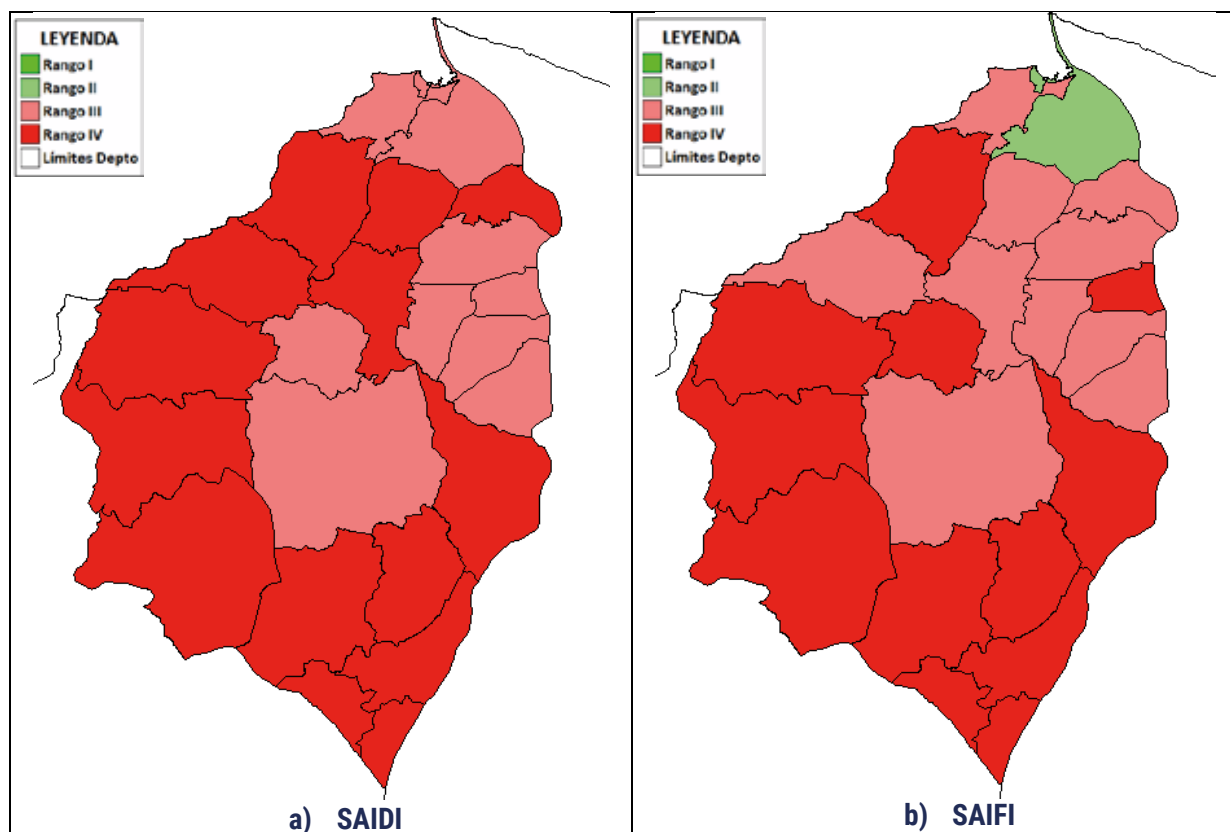 LEYENDA
Rango I
Rango II
Rango III
Rango IV
Límites Depto
a) SAIDI
LEYENDA
Rango I
Rango II
Rango III
Rango IV
Límites Depto
b) SAIFI